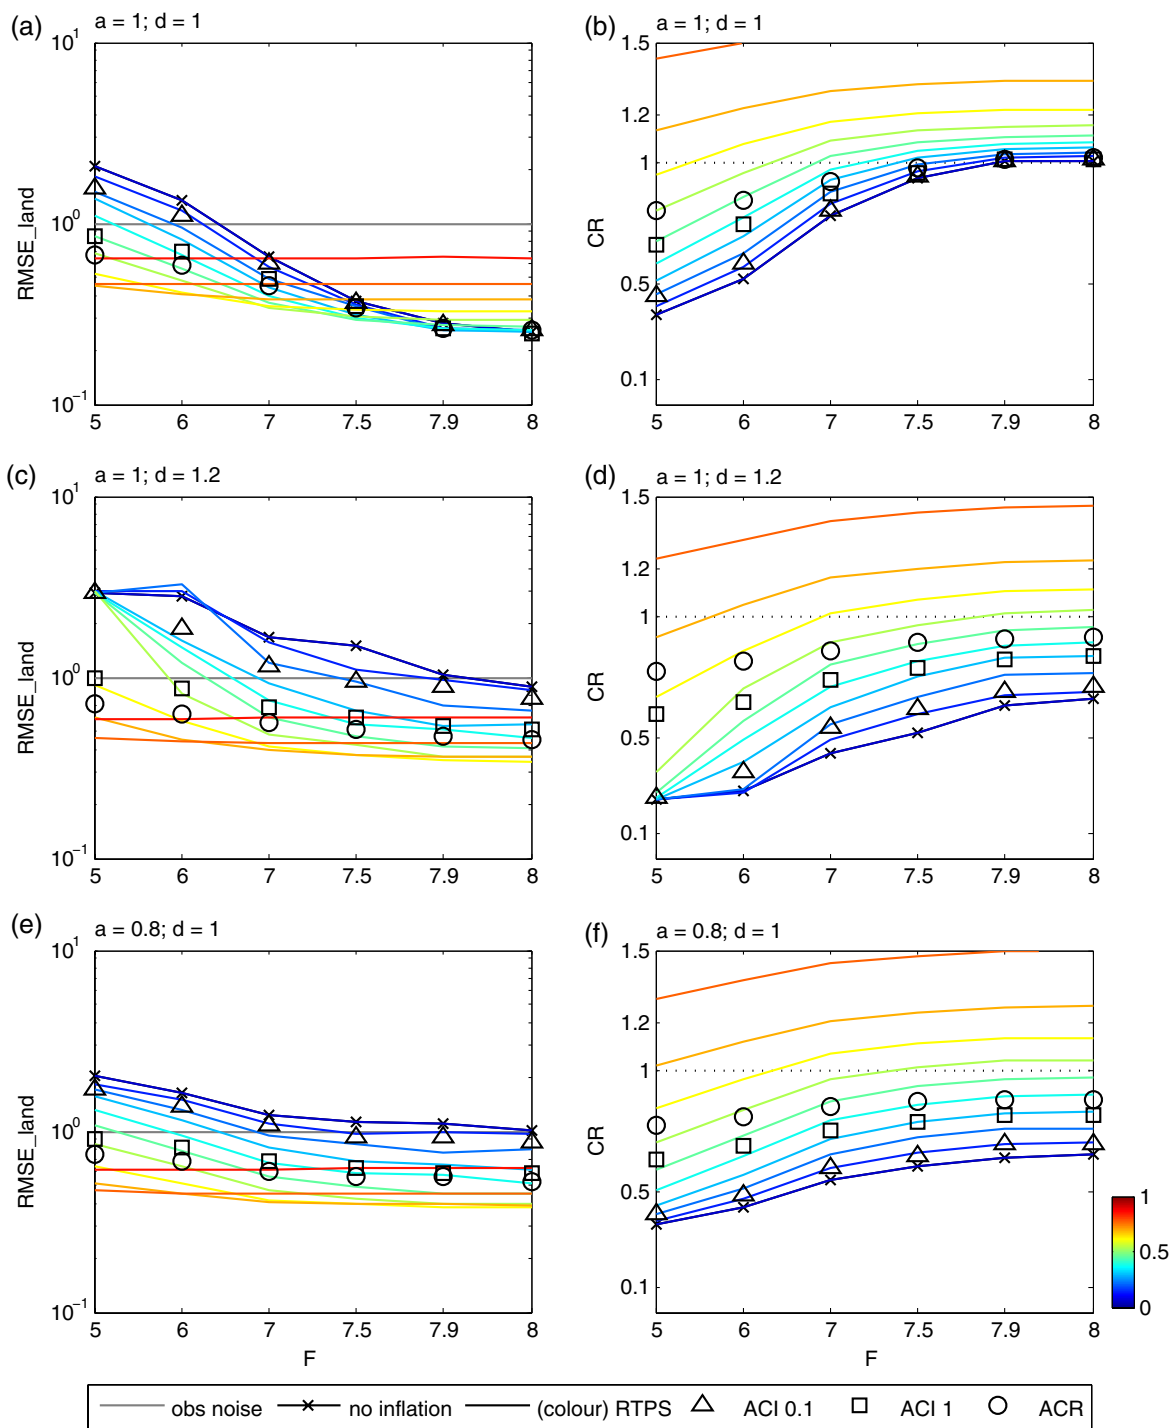 (a) a = 1; d = 1
10^1
10^0
10^-1
RMSE_land
5 6 7 7.5 7.9 8
(b) a = 1; d = 1
1.5
1.2
1
0.5
0.1
CR
5 6 7 7.5 7.9 8
(c) a = 1; d = 1.2
10^1
10^0
10^-1
RMSE_land
5 6 7 7.5 7.9 8
(d) a = 1; d = 1.2
1.5
1.2
1
0.5
0.1
CR
5 6 7 7.5 7.9 8
(e) a = 0.8; d = 1
10^1
10^0
10^-1
RMSE_land
5 6 7 7.5 7.9 8
F
(f) a = 0.8; d = 1
1.5
1.2
1
0.5
0.1
CR
5 6 7 7.5 7.9 8
F
1
0.5
0
obs noise no inflation (colour) RTPS ACI 0.1 ACI 1 ACR